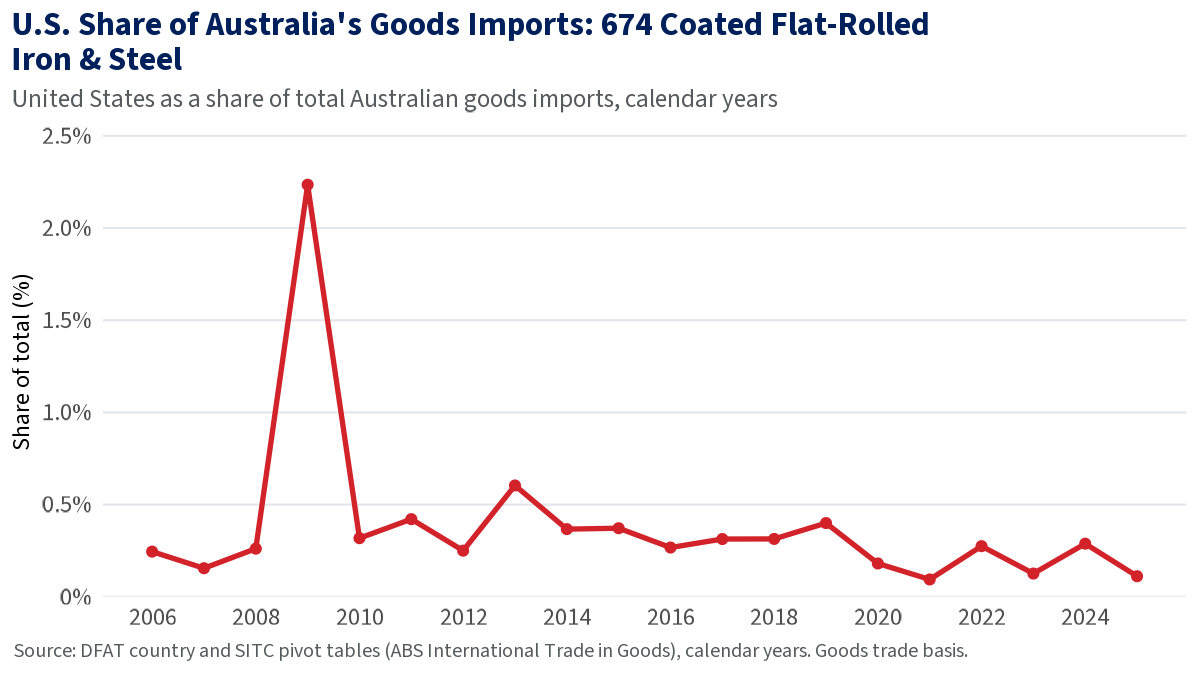 U.S. Share of Australia's Goods Imports: 674 Coated Flat-Rolled
Iron & Steel
United States as a share of total Australian goods imports, calendar years
Share of total (%)
2.5%
2.0%
1.5%
1.0%
0.5%
0%
2006 2008 2010 2012 2014 2016 2018 2020 2022 2024
Source: DFAT country and SITC pivot tables (ABS International Trade in Goods), calendar years. Goods trade basis.